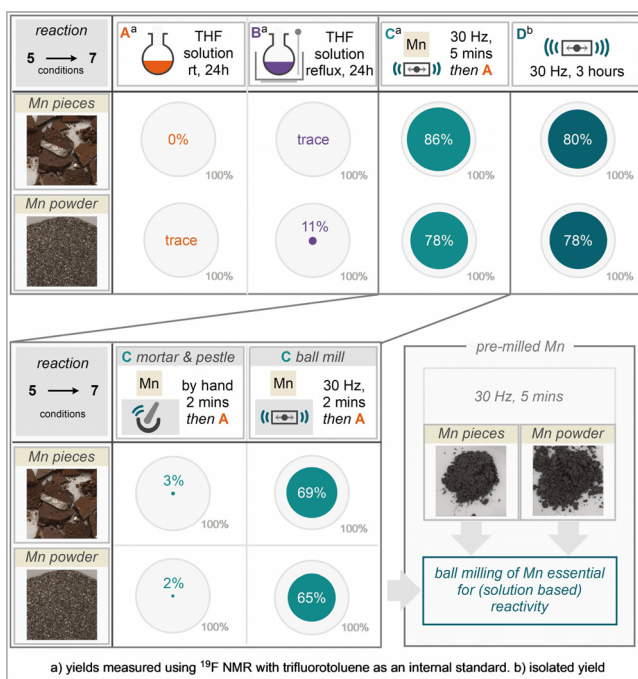 reaction
5 → 7
conditions
Aᵃ THF
solution
rt, 24h
Bᵃ THF
solution
reflux, 24h
Cᵃ Mn 30 Hz,
5 mins
then A
Dᵇ
30 Hz, 3 hours
Mn pieces
0%
100%
trace
100%
86%
100%
80%
100%
Mn powder
trace
100%
11%
100%
78%
100%
78%
100%
reaction
5 → 7
conditions
C mortar & pestle
Mn by hand
2 mins
then A
C ball mill
Mn 30 Hz,
2 mins
then A
Mn pieces
3%
100%
69%
100%
Mn powder
2%
100%
65%
100%
pre-milled Mn
30 Hz, 5 mins
Mn pieces
Mn powder
ball milling of Mn essential
for (solution based)
reactivity
a) yields measured using ¹⁹F NMR with trifluorotoluene as an internal standard. b) isolated yield